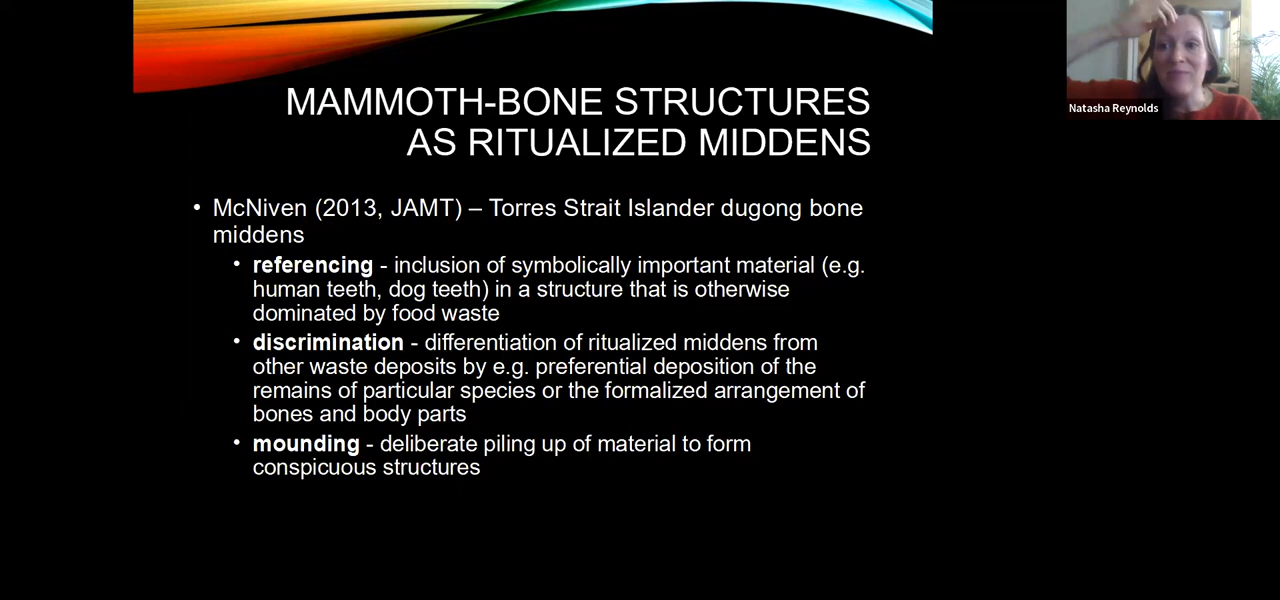 MAMMOTH-BONE STRUCTURES
AS RITUALIZED MIDDENS
Natasha Reynolds
• McNiven (2013, JAMT) – Torres Strait Islander dugong bone
middens
• referencing - inclusion of symbolically important material (e.g.
human teeth, dog teeth) in a structure that is otherwise
dominated by food waste
• discrimination - differentiation of ritualized middens from
other waste deposits by e.g. preferential deposition of the
remains of particular species or the formalized arrangement of
bones and body parts
• mounding - deliberate piling up of material to form
conspicuous structures